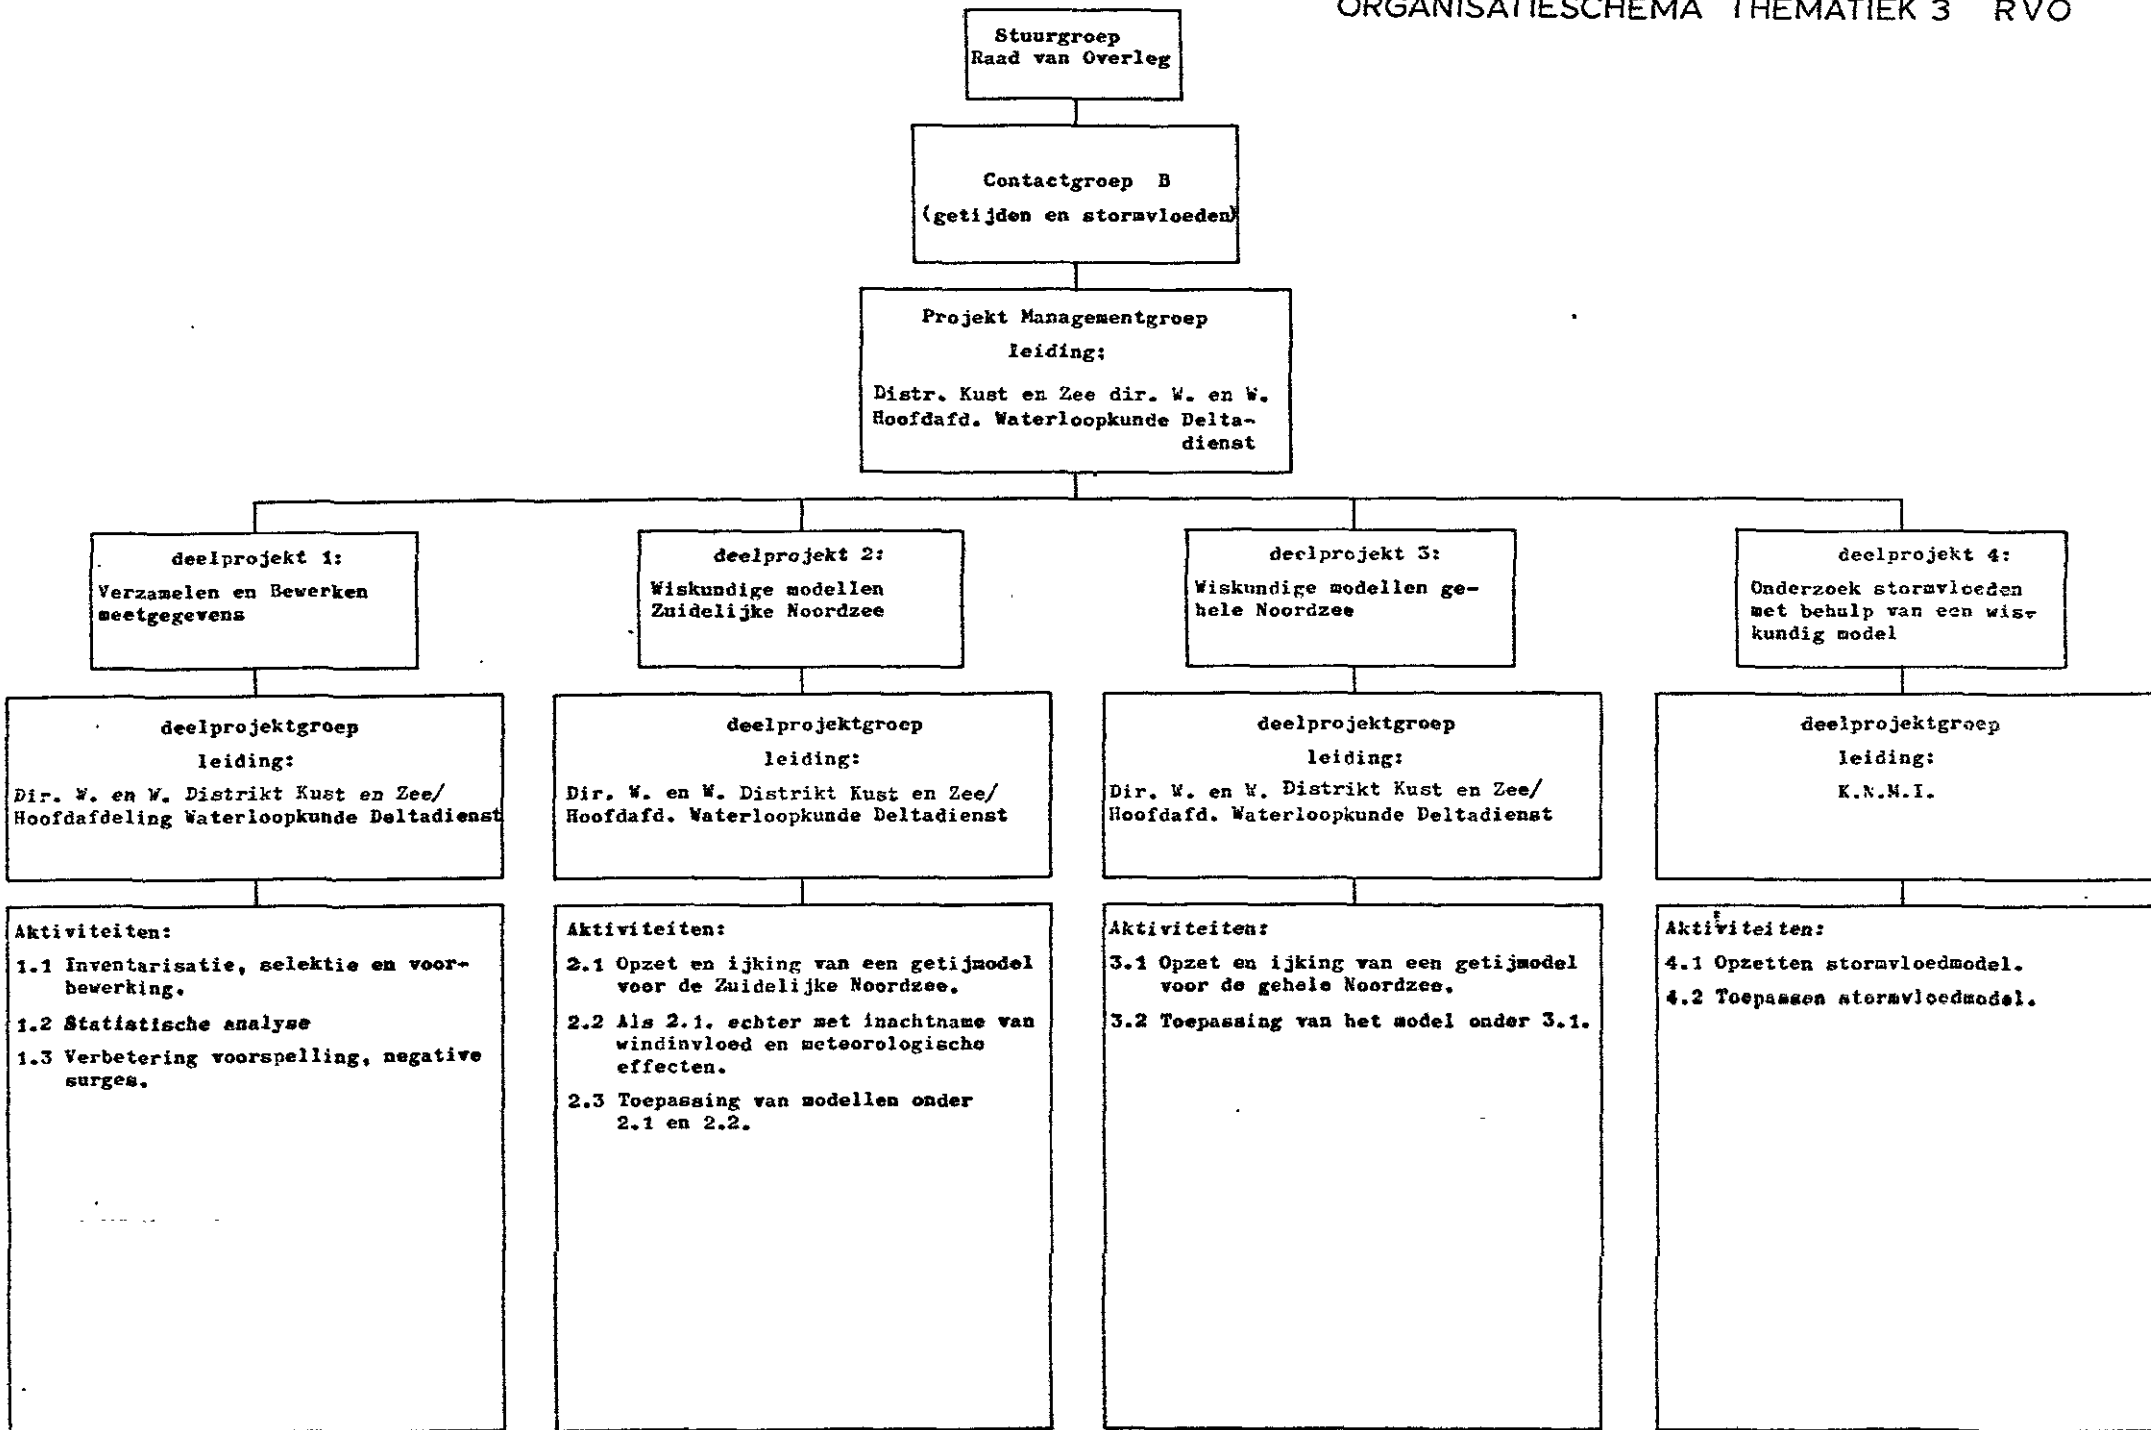 ORGANISATIESCHEMA THEMATIEK 3 RVO
Stuurgroep
Raad van Overleg
Contactgroep B
(getijden en stormvloeden)
Projekt Managementgroep
leiding:
Distr. Kust en Zee dir. W. en W.
Hoofdafd. Waterloopkunde Delta-
dienst
deelprojekt 1:
Verzamelen en Bewerken
meetgegevens
deelprojektgroep
leiding:
Dir. W. en W. Distrikt Kust en Zee/
Hoofdafdeling Waterloopkunde Deltadienst
Aktiviteiten:
1.1 Inventarisatie, selektie en voor-
bewerking.
1.2 Statistische analyse
1.3 Verbetering voorspelling, negative
surges.
deelprojekt 2:
Wiskundige modellen
Zuidelijke Noordzee
deelprojektgroep
leiding:
Dir. W. en W. Distrikt Kust en Zee/
Hoofdafd. Waterloopkunde Deltadienst
Aktiviteiten:
2.1 Opzet en ijking van een getijmodel
voor de Zuidelijke Noordzee.
2.2 Als 2.1. echter met inachtname van
windinvloed en meteorologische
effecten.
2.3 Toepassing van modellen onder
2.1 en 2.2.
deelprojekt 3:
Wiskundige modellen ge-
hele Noordzee
deelprojektgroep
leiding:
Dir. W. en W. Distrikt Kust en Zee/
Hoofdafd. Waterloopkunde Deltadienst
Aktiviteiten:
3.1 Opzet en ijking van een getijmodel
voor de gehele Noordzee.
3.2 Toepassing van het model onder 3.1.
deelprojekt 4:
Onderzoek stormvloeden
met behulp van een wis-
kundig model
deelprojektgroep
leiding:
K.N.M.I.
Aktiviteiten:
4.1 Opzetten stormvloedmodel.
4.2 Toepassen stormvloedmodel.